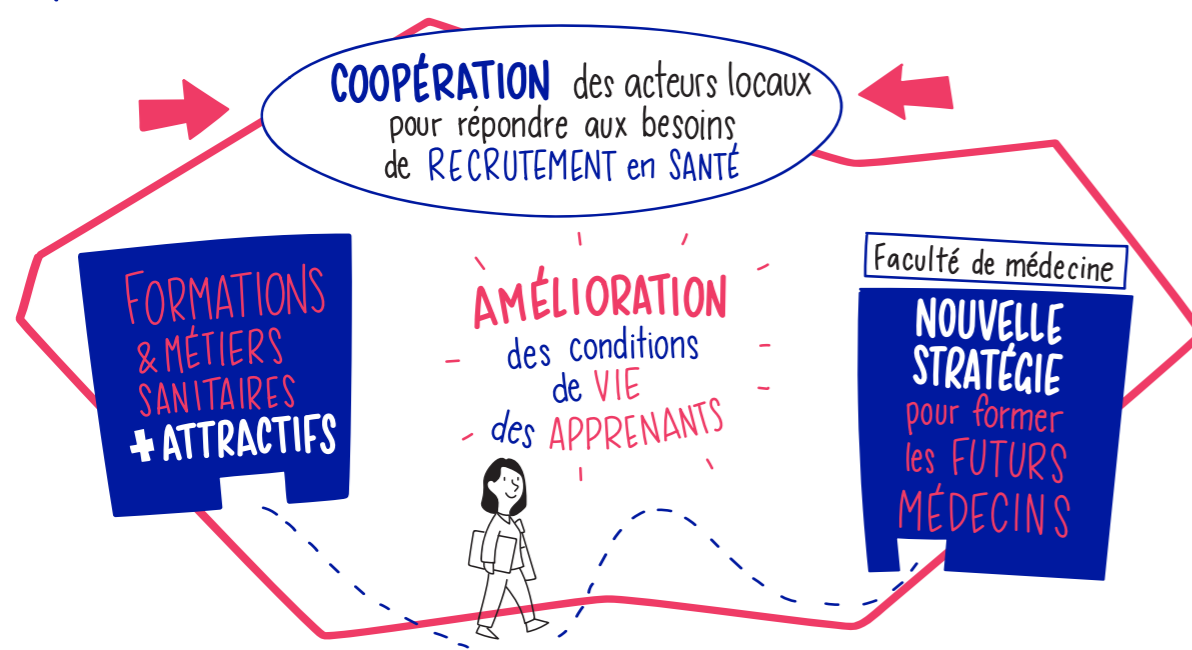 COOPÉRATION des acteurs locaux
pour répondre aux besoins
de RECRUTEMENT en SANTÉ
FORMATIONS
& MÉTIERS
SANITAIRES
+ ATTRACTIFS
AMÉLIORATION
des conditions
de VIE
des APPRENANTS
Faculté de médecine
NOUVELLE
STRATÉGIE
pour former
les FUTURS
MÉDECINS